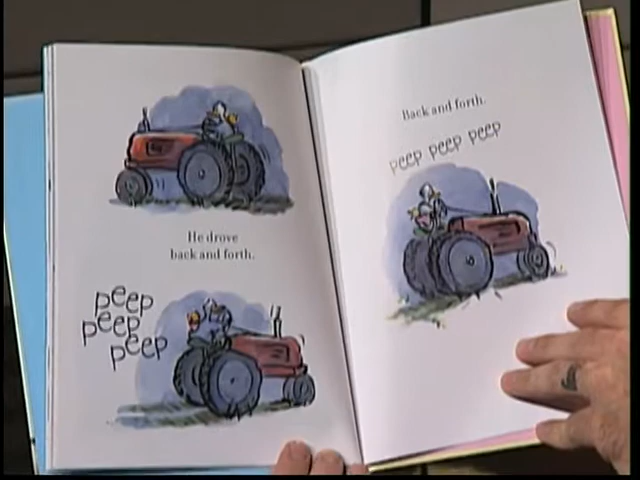 He drove
back and forth.
peep
peep
peep
Back and forth.
peep peep peep